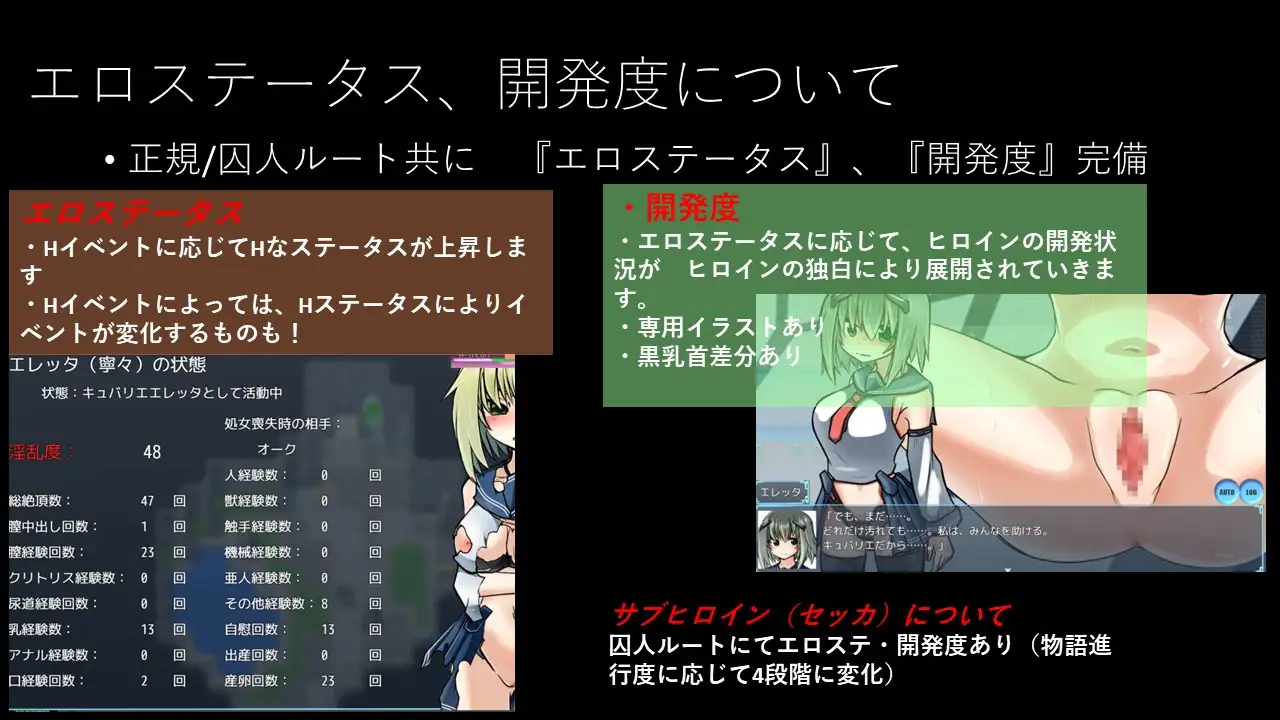 エロステータス、開発度について
• 正規/囚人ルート共に　『エロステータス』、『開発度』完備
エロステータス
・Hイベントに応じてHなステータスが上昇しま
す
・Hイベントによっては、Hステータスによりイ
ベントが変化するものも！
エレッタ（寧々）の状態
状態：キュバリエエレッタとして活動中
処女喪失時の相手：
オーク
淫乱度： 48
人経験数： 0 回
総絶頂数： 47 回 獣経験数： 0 回
膣中出し回数： 1 回 触手経験数： 0 回
膣経験回数： 23 回 機械経験数： 0 回
クリトリス経験数： 0 回 亜人経験数： 0 回
尿道経験回数： 0 回 その他経験数： 8 回
乳経験数： 13 回 自慰回数： 13 回
アナル経験数： 0 回 出産回数： 0 回
口経験回数： 2 回 産卵回数： 23 回
・開発度
・エロステータスに応じて、ヒロインの開発状
況が　ヒロインの独白により展開されていきま
す。
・専用イラストあり
・黒乳首差分あり
AUTO LOG
エレッタ
「でも、まだ……。
どれだけ汚れても……。私は、みんなを助ける。
キュバリエだから……。」
サブヒロイン（セッカ）について
囚人ルートにてエロステ・開発度あり（物語進
行度に応じて4段階に変化）